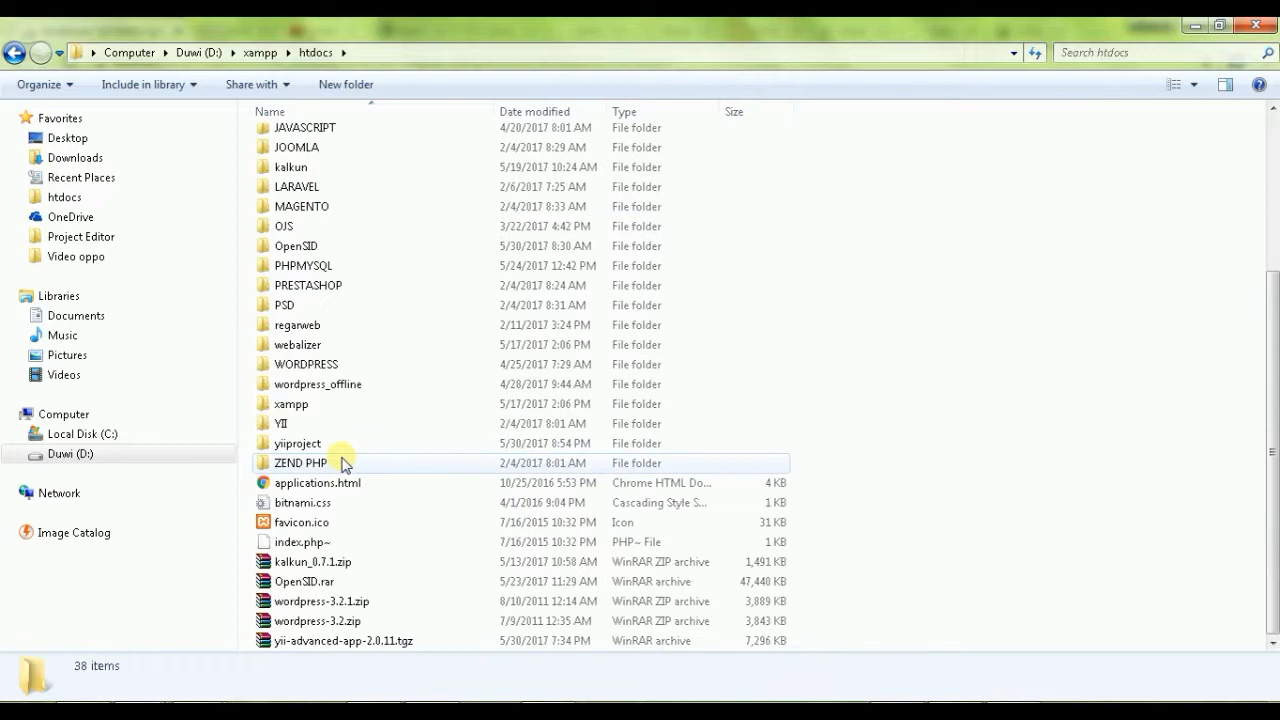 Computer Duwi (D:) xampp htdocs Search htdocs
Organize Include in library Share with New folder
Name Date modified Type Size
Favorites
Desktop
Downloads
Recent Places
htdocs
OneDrive
Project Editor
Video oppo
Libraries
Documents
Music
Pictures
Videos
Computer
Local Disk (C:)
Duwi (D:)
Network
Image Catalog
JAVASCRIPT 4/20/2017 8:01 AM File folder
JOOMLA 2/4/2017 8:29 AM File folder
kalkun 5/19/2017 10:24 AM File folder
LARAVEL 2/6/2017 7:25 AM File folder
MAGENTO 2/4/2017 8:33 AM File folder
OJS 3/22/2017 4:42 PM File folder
OpenSID 5/30/2017 8:30 AM File folder
PHPMYSQL 5/24/2017 12:42 PM File folder
PRESTASHOP 2/4/2017 8:24 AM File folder
PSD 2/4/2017 8:31 AM File folder
regarweb 2/11/2017 3:24 PM File folder
webalizer 5/17/2017 2:06 PM File folder
WORDPRESS 4/25/2017 7:29 AM File folder
wordpress_offline 4/28/2017 9:44 AM File folder
xampp 5/17/2017 2:06 PM File folder
YII 2/4/2017 8:01 AM File folder
yiiproject 5/30/2017 8:54 PM File folder
ZEND PHP 2/4/2017 8:01 AM File folder
applications.html 10/25/2016 5:53 PM Chrome HTML Do... 4 KB
bitnami.css 4/1/2016 9:04 PM Cascading Style S... 1 KB
favicon.ico 7/16/2015 10:32 PM Icon 31 KB
index.php~ 7/16/2015 10:32 PM PHP~ File 1 KB
kalkun_0.7.1.zip 5/13/2017 10:58 AM WinRAR ZIP archive 1,491 KB
OpenSID.rar 5/23/2017 11:29 AM WinRAR archive 47,440 KB
wordpress-3.2.1.zip 8/10/2011 12:14 AM WinRAR ZIP archive 3,889 KB
wordpress-3.2.zip 7/9/2011 12:35 AM WinRAR ZIP archive 3,843 KB
yii-advanced-app-2.0.11.tgz 5/30/2017 7:34 PM WinRAR archive 7,296 KB
38 items